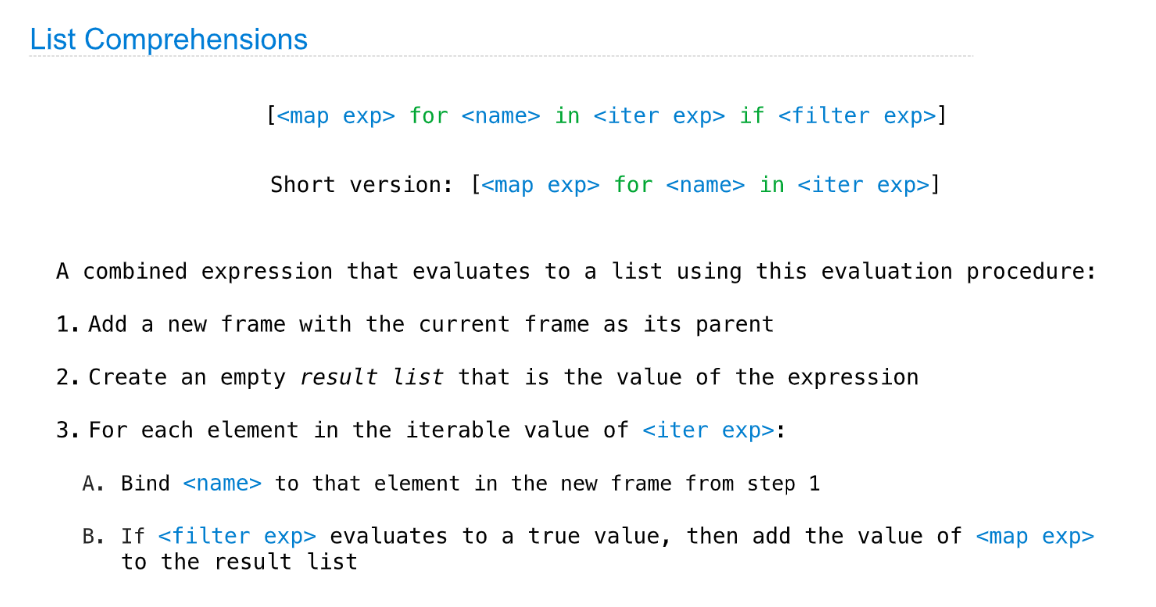 List Comprehensions
[<map exp> for <name> in <iter exp> if <filter exp>]
Short version: [<map exp> for <name> in <iter exp>]
A combined expression that evaluates to a list using this evaluation procedure:
1. Add a new frame with the current frame as its parent
2. Create an empty result list that is the value of the expression
3. For each element in the iterable value of <iter exp>:
A. Bind <name> to that element in the new frame from step 1
B. If <filter exp> evaluates to a true value, then add the value of <map exp>
to the result list